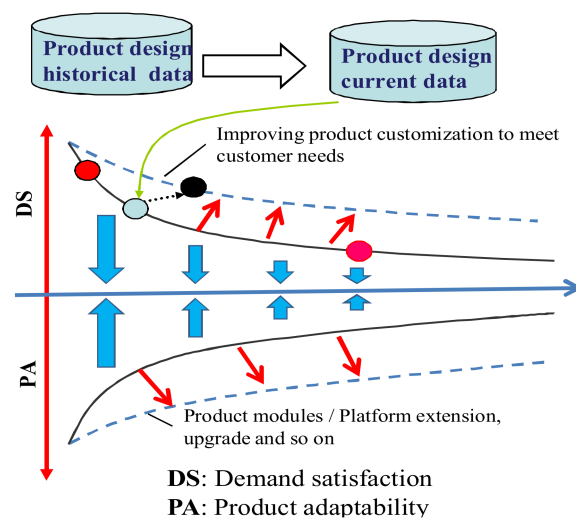 Product design
historical  data
Product design
current data
Improving product customization to meet
customer needs
DS
PA
Product modules / Platform extension,
upgrade and so on
DS: Demand satisfaction
PA: Product adaptability